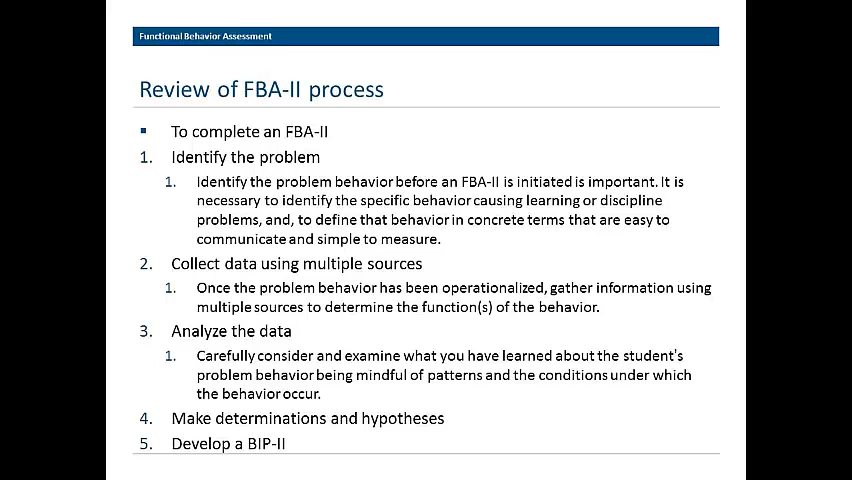 Functional Behavior Assessment
Review of FBA-II process
▪ To complete an FBA-II
1. Identify the problem
1. Identify the problem behavior before an FBA-II is initiated is important. It is
necessary to identify the specific behavior causing learning or discipline
problems, and, to define that behavior in concrete terms that are easy to
communicate and simple to measure.
2. Collect data using multiple sources
1. Once the problem behavior has been operationalized, gather information using
multiple sources to determine the function(s) of the behavior.
3. Analyze the data
1. Carefully consider and examine what you have learned about the student's
problem behavior being mindful of patterns and the conditions under which
the behavior occur.
4. Make determinations and hypotheses
5. Develop a BIP-II